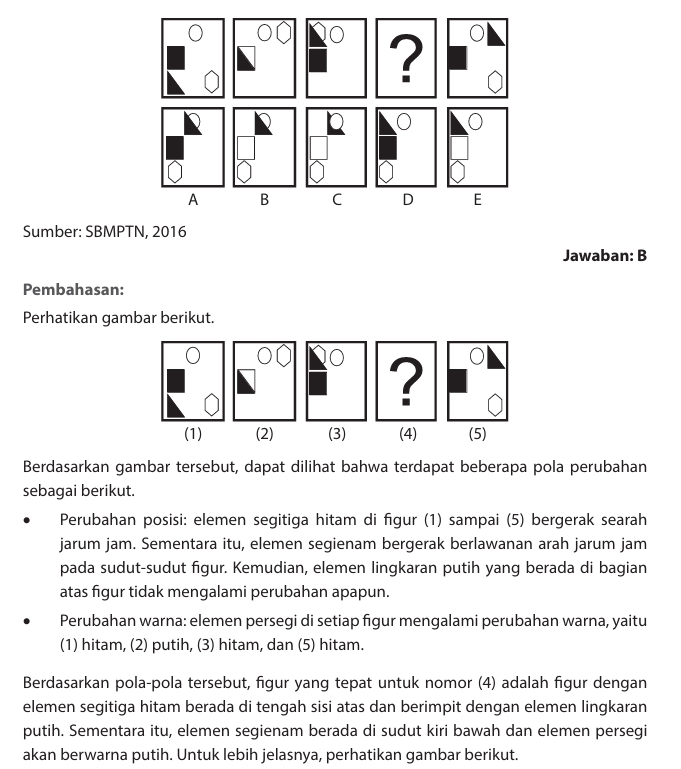 ?
A B C D E
Sumber: SBMPTN, 2016
Jawaban: B
Pembahasan:
Perhatikan gambar berikut.
?
(1) (2) (3) (4) (5)
Berdasarkan gambar tersebut, dapat dilihat bahwa terdapat beberapa pola perubahan
sebagai berikut.
• Perubahan posisi: elemen segitiga hitam di figur (1) sampai (5) bergerak searah
jarum jam. Sementara itu, elemen segienam bergerak berlawanan arah jarum jam
pada sudut-sudut figur. Kemudian, elemen lingkaran putih yang berada di bagian
atas figur tidak mengalami perubahan apapun.
• Perubahan warna: elemen persegi di setiap figur mengalami perubahan warna, yaitu
(1) hitam, (2) putih, (3) hitam, dan (5) hitam.
Berdasarkan pola-pola tersebut, figur yang tepat untuk nomor (4) adalah figur dengan
elemen segitiga hitam berada di tengah sisi atas dan berimpit dengan elemen lingkaran
putih. Sementara itu, elemen segienam berada di sudut kiri bawah dan elemen persegi
akan berwarna putih. Untuk lebih jelasnya, perhatikan gambar berikut.